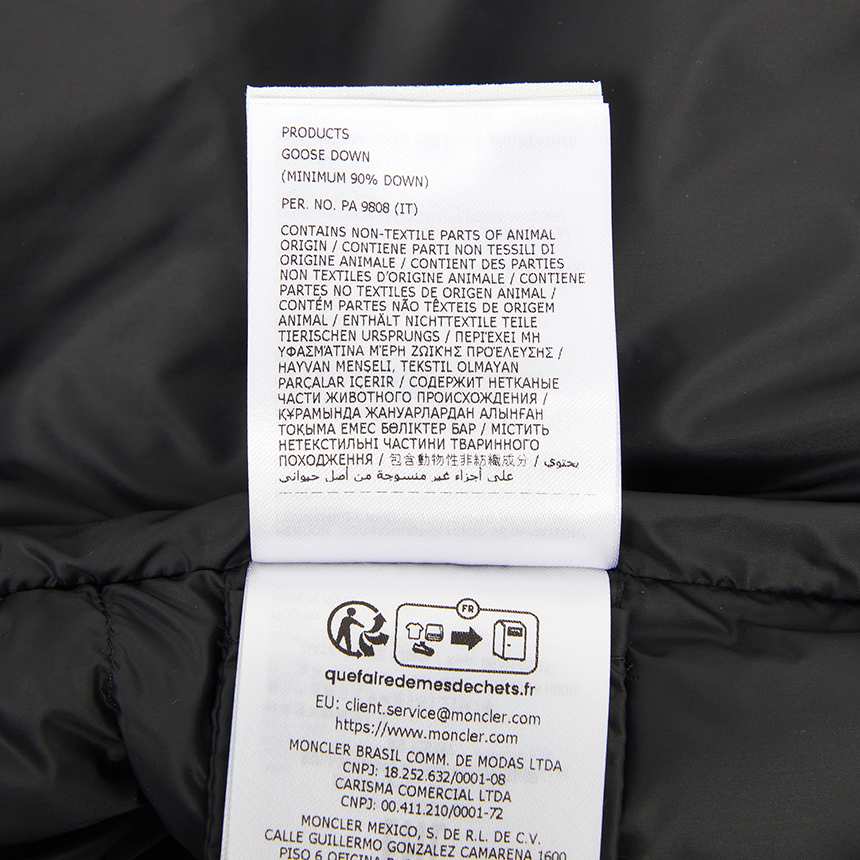 PRODUCTS
GOOSE DOWN
(MINIMUM 90% DOWN)
PER. NO. PA 9808 (IT)
CONTAINS NON-TEXTILE PARTS OF ANIMAL
ORIGIN / CONTIENE PARTI NON TESSILI DI
ORIGINE ANIMALE / CONTIENT DES PARTIES
NON TEXTILES D'ORIGINE ANIMALE / CONTIENE
PARTES NO TEXTILES DE ORIGEN ANIMAL /
CONTÉM PARTES NÃO TÊXTEIS DE ORIGEM
ANIMAL / ENTHÄLT NICHTTEXTILE TEILE
TIERISCHEN URSPRUNGS / ΠΕΡΙΈΧΕΙ ΜΗ
ΥΦΑΣΜΆΤΙΝΑ ΜΈΡΗ ΖΩΙΚΉΣ ΠΡΟΈΛΕΥΣΗΣ /
HAYVAN MENŞELİ, TEKSTIL OLMAYAN
PARÇALAR IÇERIR / СОДЕРЖИТ НЕТКАНЫЕ
ЧАСТИ ЖИВОТНОГО ПРОИСХОЖДЕНИЯ /
ҚҰРАМЫНДА ЖАНУАРЛАРДАН АЛЫНҒАН
ТОҚЫМА ЕМЕС БӨЛІКТЕР БАР / МІСТИТЬ
НЕТЕКСТИЛЬНІ ЧАСТИНИ ТВАРИННОГО
ПОХОДЖЕННЯ / 包含動物性非紡織成分 / يحتوي
على أجزاء غير منسوجة من أصل حيواني
FR
quefairedemesdechets.fr
EU: client.service@moncler.com
https://www.moncler.com
MONCLER BRASIL COMM. DE MODAS LTDA
CNPJ: 18.252.632/0001-08
CARISMA COMERCIAL LTDA
CNPJ: 00.411.210/0001-72
MONCLER MEXICO, S. DE R.L. DE C.V.
CALLE GUILLERMO GONZALEZ CAMARENA 1600
PISO 6 OFICINA